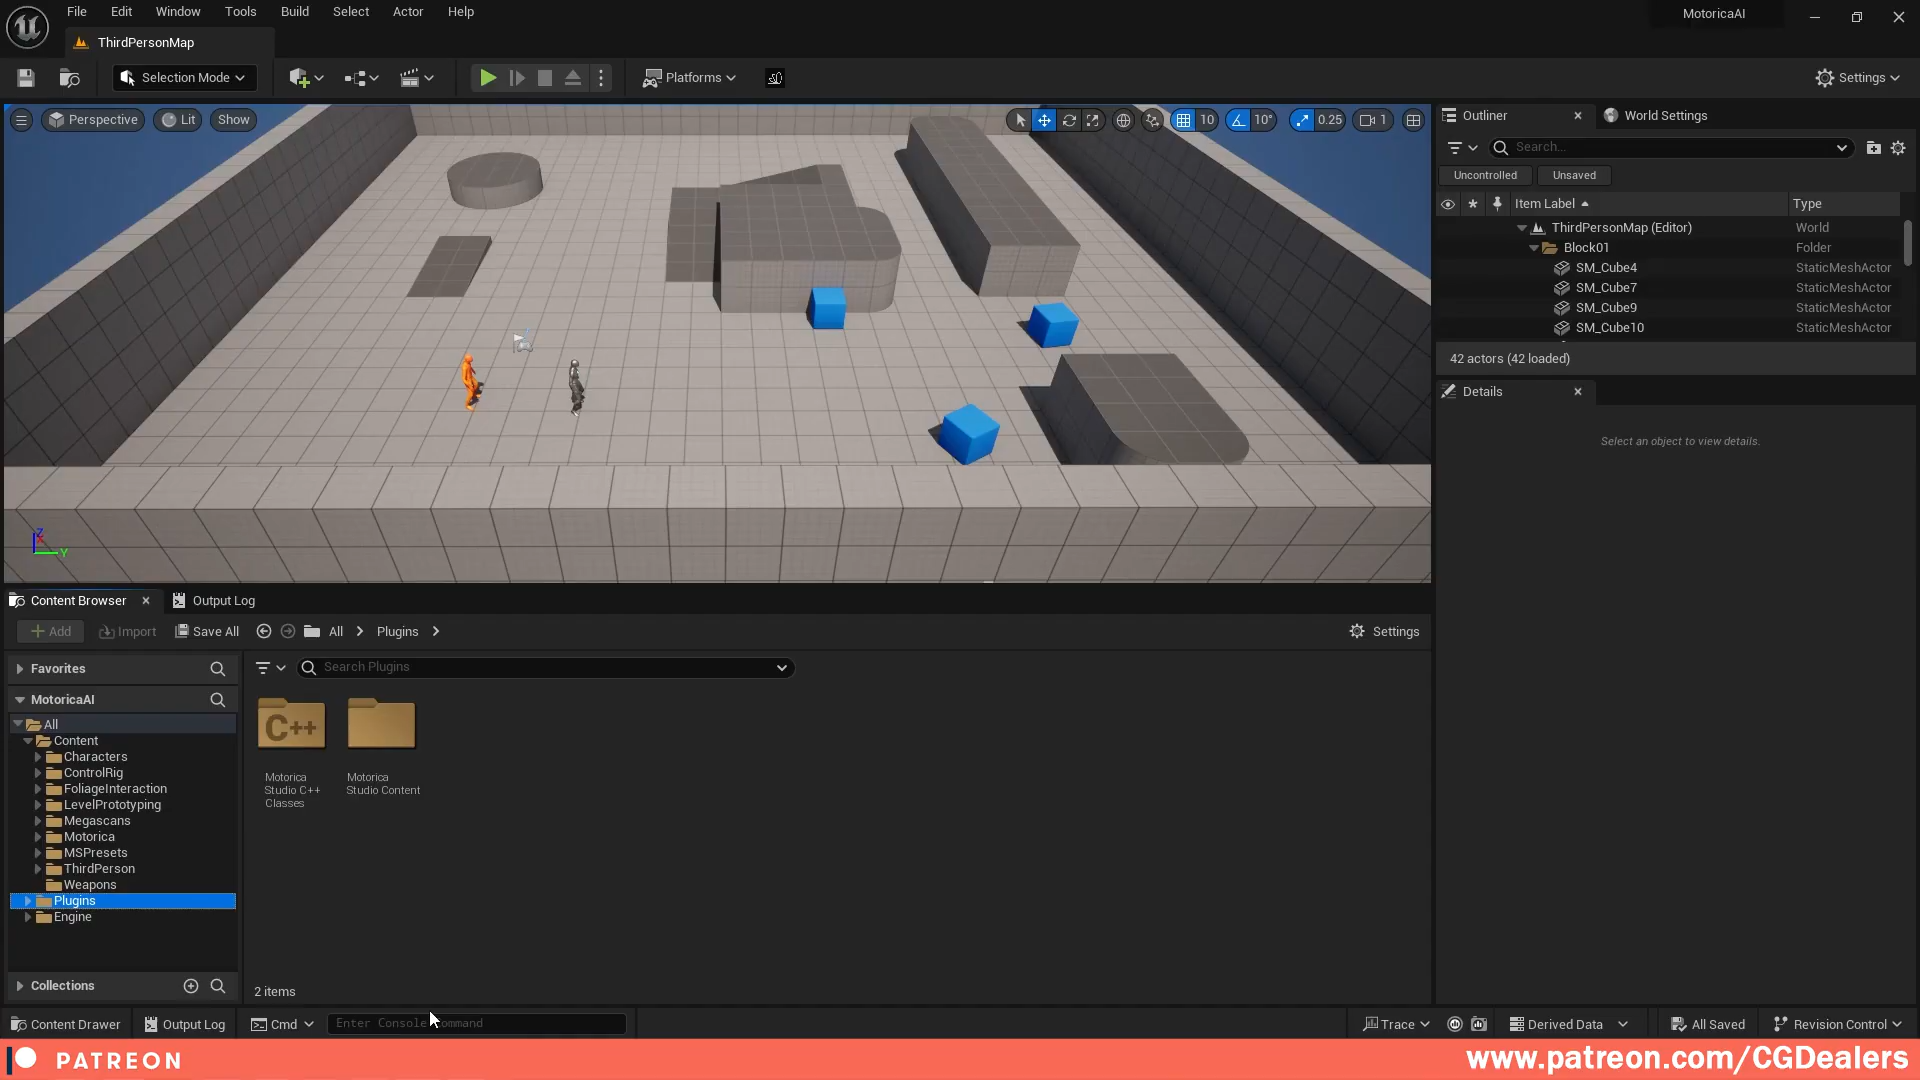 File Edit Window Tools Build Select Actor Help
MotoricaAI
ThirdPersonMap
Selection Mode
Platforms
Settings
Perspective
Lit
Show
10
10°
0.25
1
Outliner
World Settings
Search...
Uncontrolled
Unsaved
Item Label
Type
ThirdPersonMap (Editor) World
Block01 Folder
SM_Cube4 StaticMeshActor
SM_Cube7 StaticMeshActor
SM_Cube9 StaticMeshActor
SM_Cube10 StaticMeshActor
42 actors (42 loaded)
Details
Select an object to view details.
Z
Y
Content Browser
Output Log
Add
Import
Save All
All
Plugins
Settings
Favorites
Search Plugins
MotoricaAI
All
Content
Characters
ControlRig
FoliageInteraction
LevelPrototyping
Megascans
Motorica
MSPresets
ThirdPerson
Weapons
Plugins
Engine
C++
Motorica
Studio C++
Classes
Motorica
Studio Content
Collections
2 items
Content Drawer
Output Log
Cmd
Enter Console Command
Trace
Derived Data
All Saved
Revision Control
PATREON
www.patreon.com/CGDealers